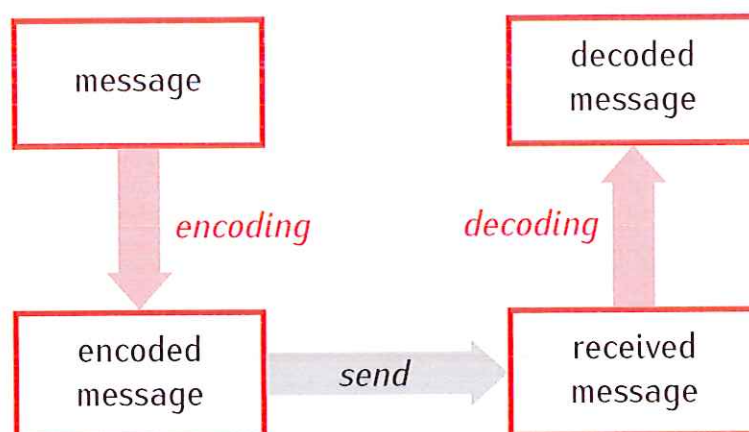 message
encoding
encoded
message
send
received
message
decoding
decoded
message